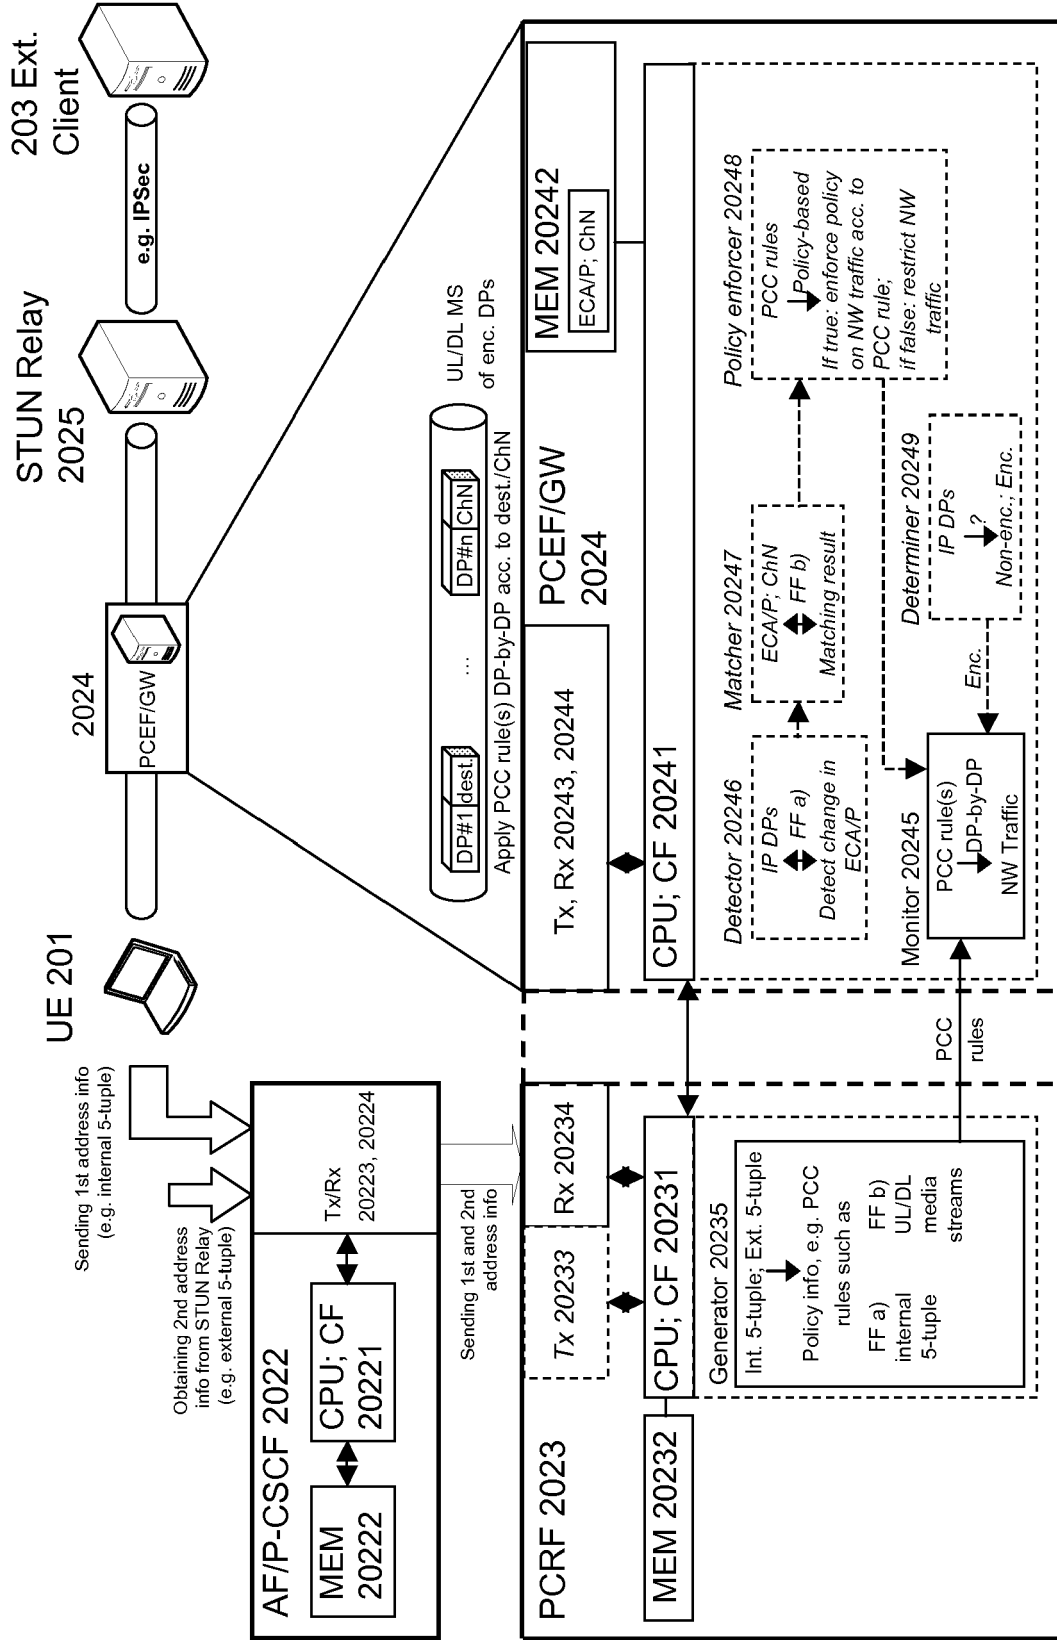 203 Ext.
Client
e.g. IPSec
STUN Relay
2025
2024
PCEF/GW
UE 201
Sending 1st address info
(e.g. internal 5-tuple)
Obtaining 2nd address
info from STUN Relay
(e.g. external 5-tuple)
AF/P-CSCF 2022
MEM
20222
CPU; CF
20221
Tx/Rx
20223, 20224
Sending 1st and 2nd
address info
UL/DL MS
of enc. DPs
DP#1
dest.
...
DP#n
ChN
Apply PCC rule(s) DP-by-DP acc. to dest./ChN
PCRF 2023
Tx 20233
Rx 20234
MEM 20232
CPU; CF 20231
Generator 20235
Int. 5-tuple; Ext. 5-tuple
Policy info, e.g. PCC
rules such as
FF a)
internal
5-tuple
FF b)
UL/DL
media
streams
PCC
rules
PCEF/GW
2024
Tx, Rx 20243, 20244
MEM 20242
ECA/P; ChN
CPU; CF 20241
Detector 20246
IP DPs
FF a)
Detect change in
ECA/P
Matcher 20247
ECA/P; ChN
FF b)
Matching result
Policy enforcer 20248
PCC rules
Policy-based
If true: enforce policy
on NW traffic acc. to
PCC rule;
if false: restrict NW
traffic
Monitor 20245
PCC rule(s)
DP-by-DP
NW Traffic
Enc.
Determiner 20249
IP DPs
?
Non-enc.; Enc.